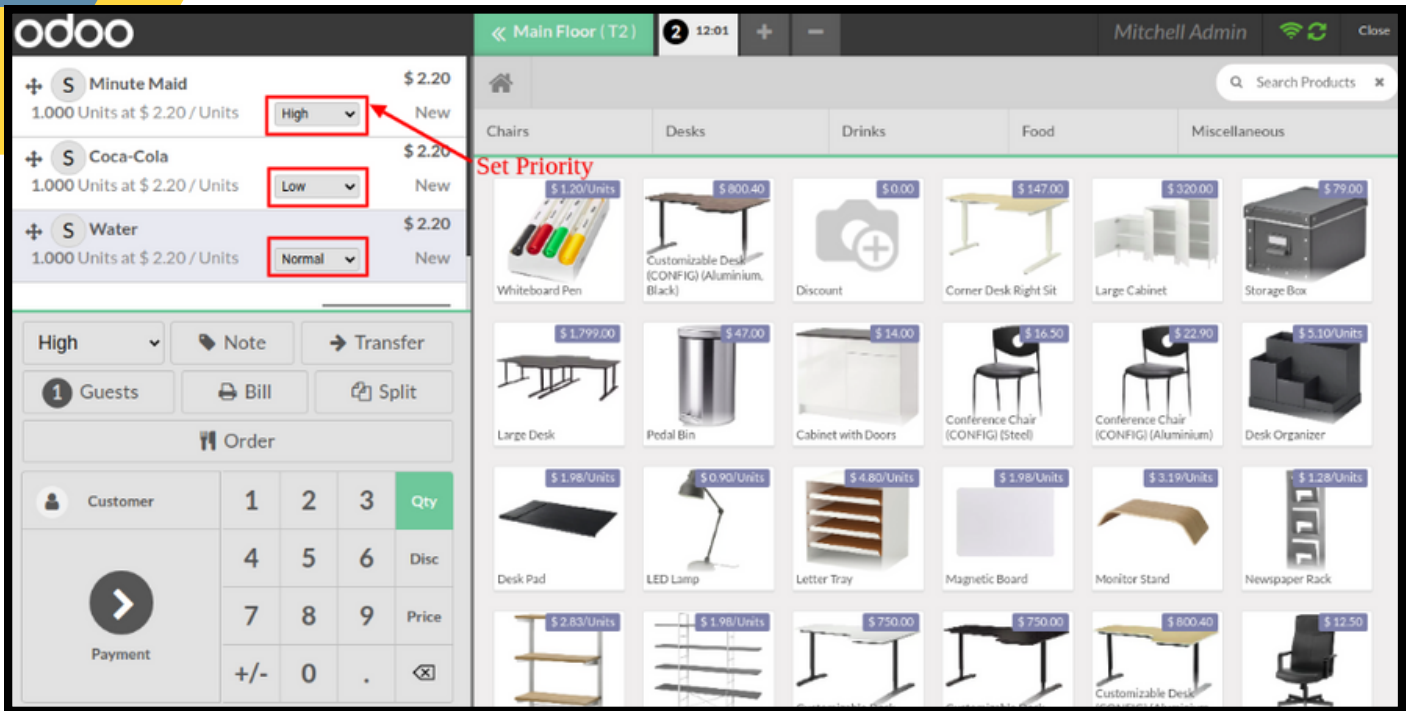 odoo
Main Floor ( T2 )
2 12:01 + −
Mitchell Admin
Close
S Minute Maid $ 2.20
1.000 Units at $ 2.20 / Units High New
S Coca-Cola $ 2.20
1.000 Units at $ 2.20 / Units Low New
S Water $ 2.20
1.000 Units at $ 2.20 / Units Normal New
High Note Transfer
1 Guests Bill Split
Order
Customer 1 2 3 Qty
4 5 6 Disc
7 8 9 Price
Payment
+/- 0 .
Search Products
Chairs Desks Drinks Food Miscellaneous
Set Priority
$ 1.20/Units
Whiteboard Pen
$ 800.40
Customizable Desk
(CONFIG) (Aluminium,
Black)
$ 0.00
Discount
$ 147.00
Corner Desk Right Sit
$ 320.00
Large Cabinet
$ 79.00
Storage Box
$ 1,799.00
Large Desk
$ 47.00
Pedal Bin
$ 14.00
Cabinet with Doors
$ 16.50
Conference Chair
(CONFIG) (Steel)
$ 22.90
Conference Chair
(CONFIG) (Aluminium)
$ 5.10/Units
Desk Organizer
$ 1.98/Units
Desk Pad
$ 0.90/Units
LED Lamp
$ 4.80/Units
Letter Tray
$ 1.98/Units
Magnetic Board
$ 3.19/Units
Monitor Stand
$ 1.28/Units
Newspaper Rack
$ 2.83/Units
$ 1.98/Units
$ 750.00
$ 750.00
$ 800.40
Customizable Desk
$ 12.50